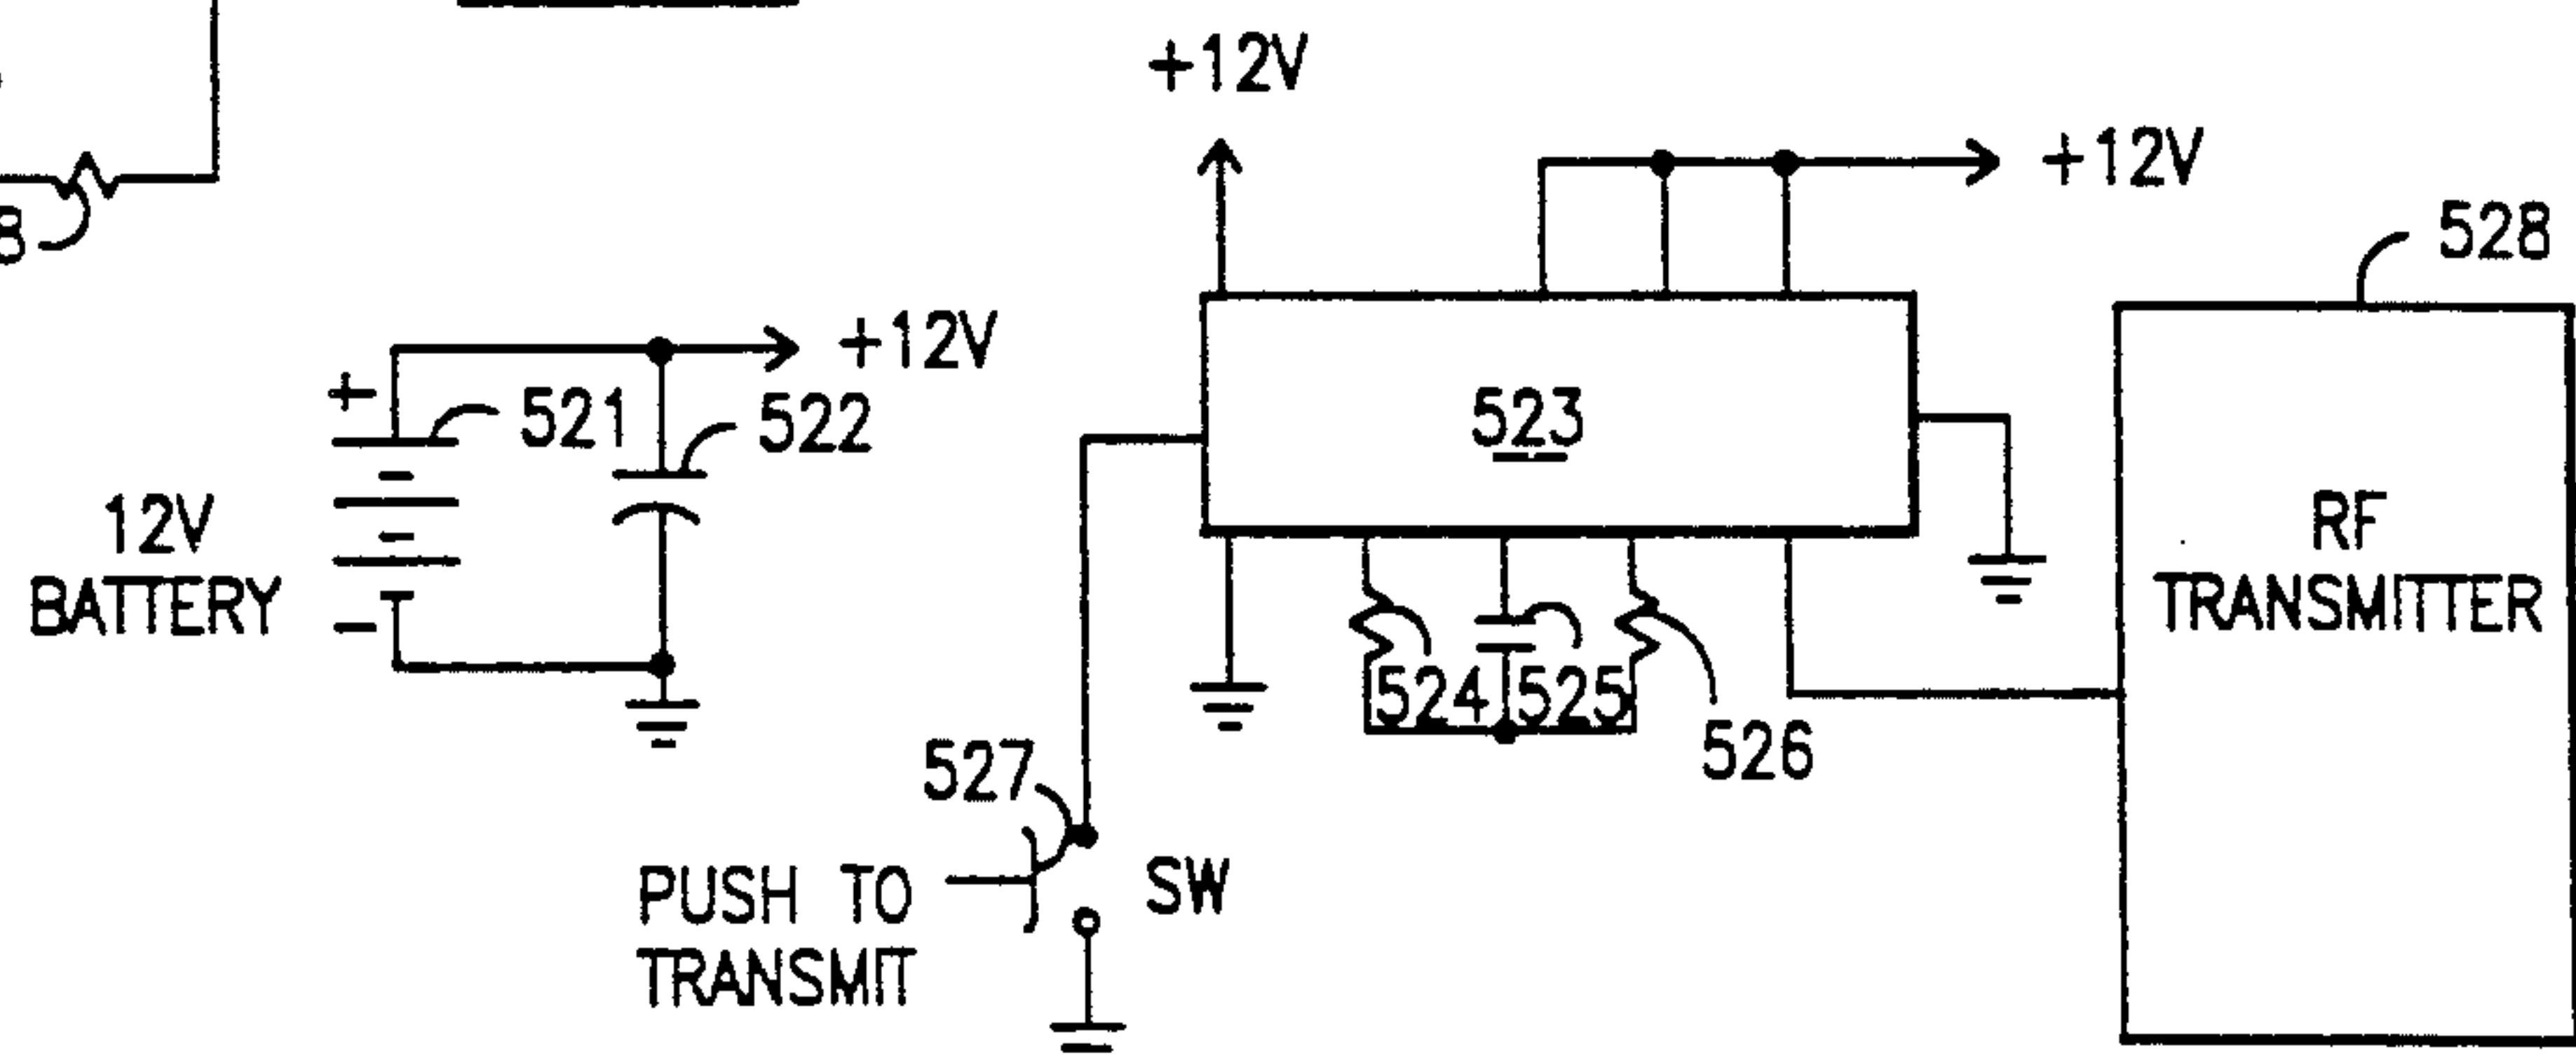 +12V
+12V
528
8
+12V
+
521
522
523
12V
BATTERY
RF
TRANSMITTER
-
524
525
526
527
PUSH TO
TRANSMIT
SW